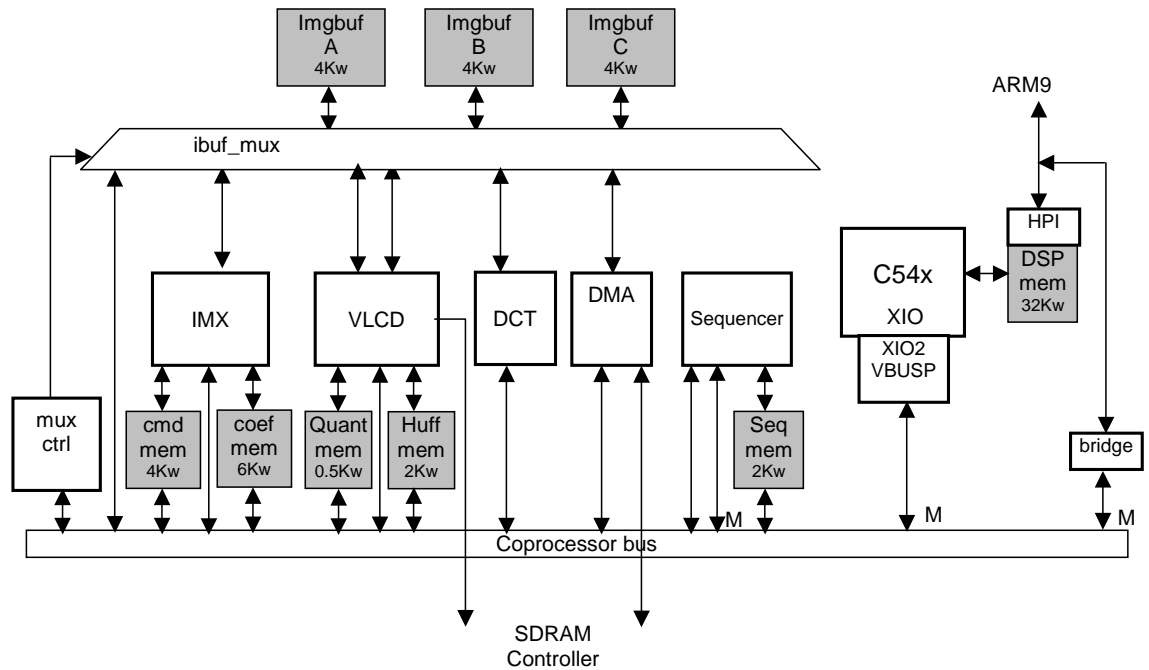 Imgbuf
A
4Kw
Imgbuf
B
4Kw
Imgbuf
C
4Kw
ARM9
ibuf_mux
HPI
DSP
mem
32Kw
C54x
XIO
XIO2
VBUSP
IMX
VLCD
DCT
DMA
Sequencer
mux
ctrl
cmd
mem
4Kw
coef
mem
6Kw
Quant
mem
0.5Kw
Huff
mem
2Kw
Seq
mem
2Kw
bridge
M
M
M
Coprocessor bus
SDRAM
Controller